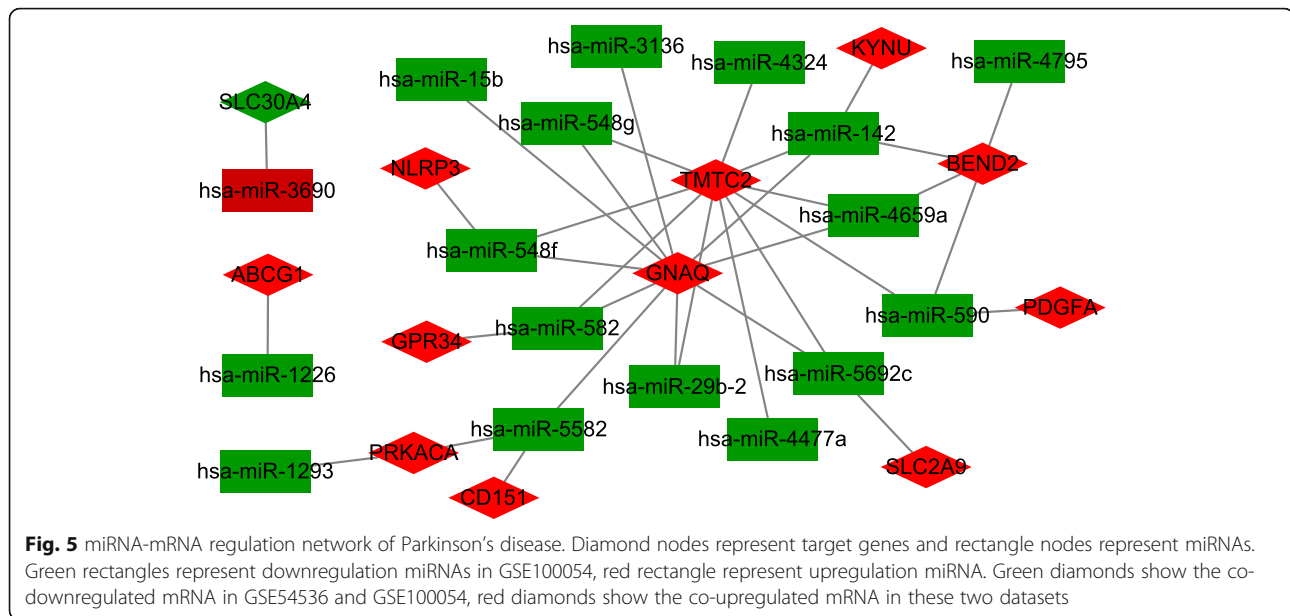 hsa-miR-3136
KYNU
hsa-miR-4324
hsa-miR-4795
hsa-miR-15b
SLC30A4
hsa-miR-548g
hsa-miR-142
BEND2
NLRP3
TMTC2
hsa-miR-3690
hsa-miR-4659a
hsa-miR-548f
GNAQ
ABCG1
hsa-miR-590
PDGFA
hsa-miR-582
GPR34
hsa-miR-1226
hsa-miR-5692c
hsa-miR-29b-2
hsa-miR-5582
hsa-miR-4477a
PRKACA
SLC2A9
hsa-miR-1293
CD151
Fig. 5 miRNA-mRNA regulation network of Parkinson's disease. Diamond nodes represent target genes and rectangle nodes represent miRNAs.
Green rectangles represent downregulation miRNAs in GSE100054, red rectangle represent upregulation miRNA. Green diamonds show the co-
downregulated mRNA in GSE54536 and GSE100054, red diamonds show the co-upregulated mRNA in these two datasets